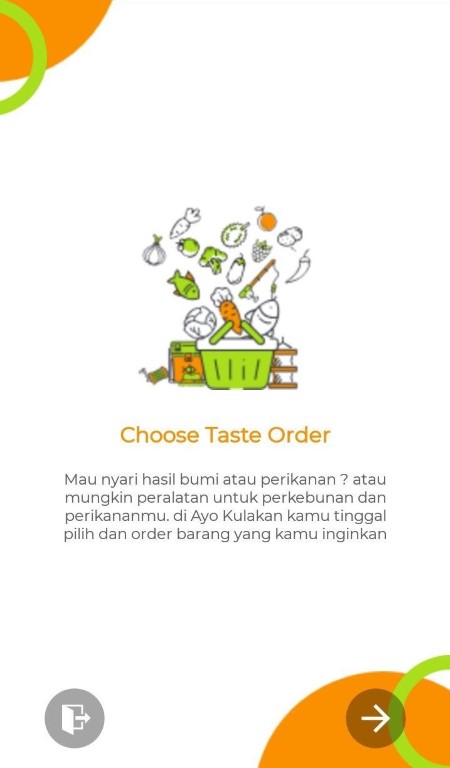 Choose Taste Order
Mau nyari hasil bumi atau perikanan ? atau
mungkin peralatan untuk perkebunan dan
perikananmu. di Ayo Kulakan kamu tinggal
pilih dan order barang yang kamu inginkan